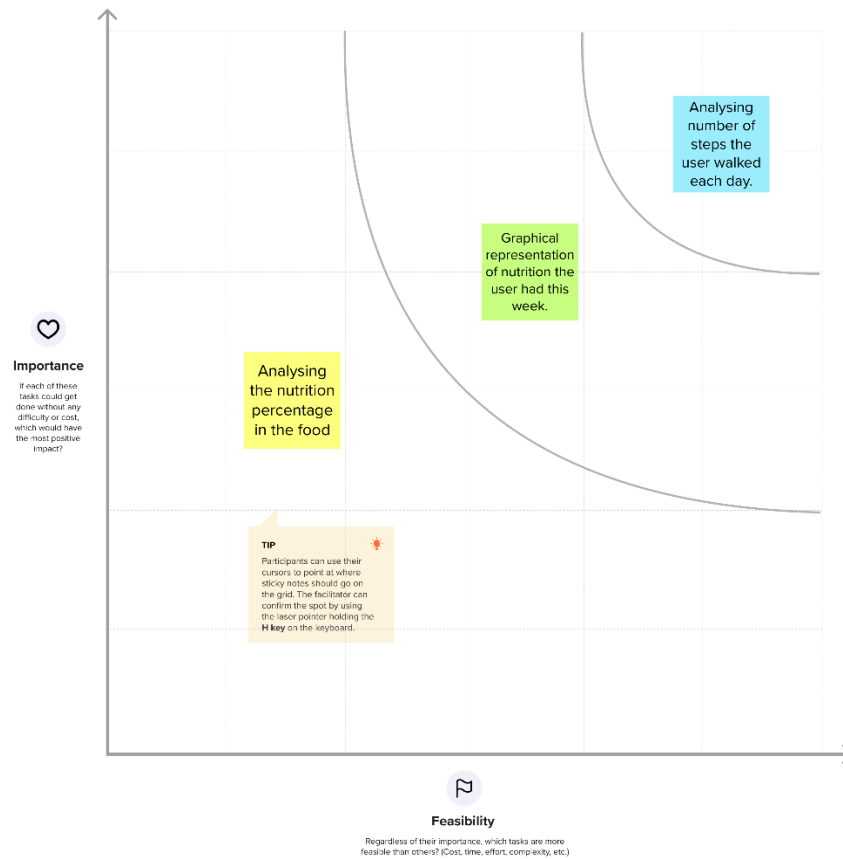 Analysing
number of
steps the
user walked
each day.
Graphical
representation
of nutrition the
user had this
week.
Importance
If each of these
tasks could get
done without any
difficulty or cost,
which would have
the most positive
impact?
Analysing
the nutrition
percentage
in the food
TIP
Participants can use their
cursors to point at where
sticky notes should go on
the grid. The facilitator can
confirm the spot by using
the laser pointer holding the
H key on the keyboard.
Feasibility
Regardless of their importance, which tasks are more
feasible than others? (Cost, time, effort, complexity, etc.)